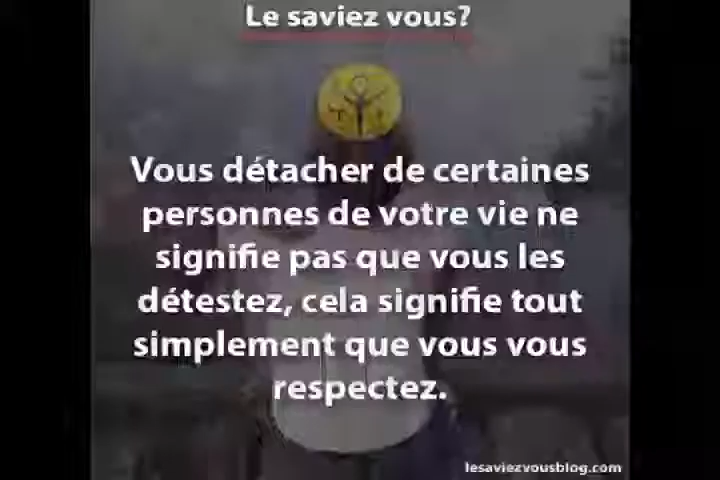 Le saviez vous?
Vous détacher de certaines
personnes de votre vie ne
signifie pas que vous les
détestez, cela signifie tout
simplement que vous vous
respectez.
lesaviezvousblog.com